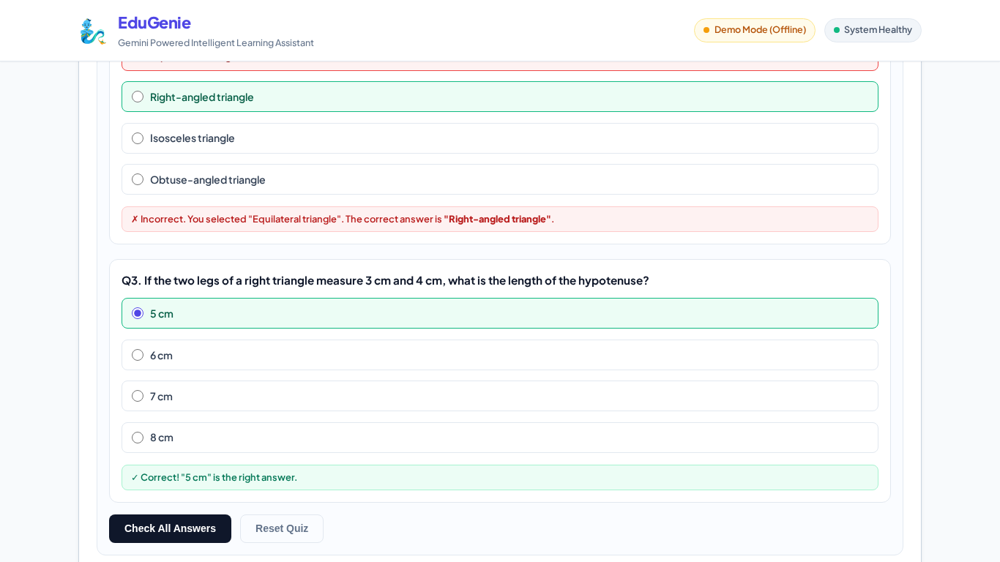 EduGenie
Gemini Powered Intelligent Learning Assistant
Demo Mode (Offline)
System Healthy
Right-angled triangle
Isosceles triangle
Obtuse-angled triangle
✗ Incorrect. You selected "Equilateral triangle". The correct answer is "Right-angled triangle".
Q3. If the two legs of a right triangle measure 3 cm and 4 cm, what is the length of the hypotenuse?
5 cm
6 cm
7 cm
8 cm
✓ Correct! "5 cm" is the right answer.
Check All Answers
Reset Quiz